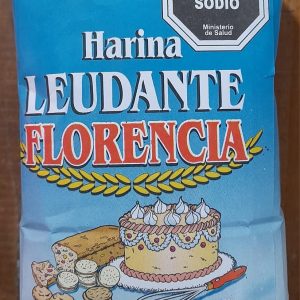 SODIO
Ministerio
de Salud
Harina
LEUDANTE
FLORENCIA